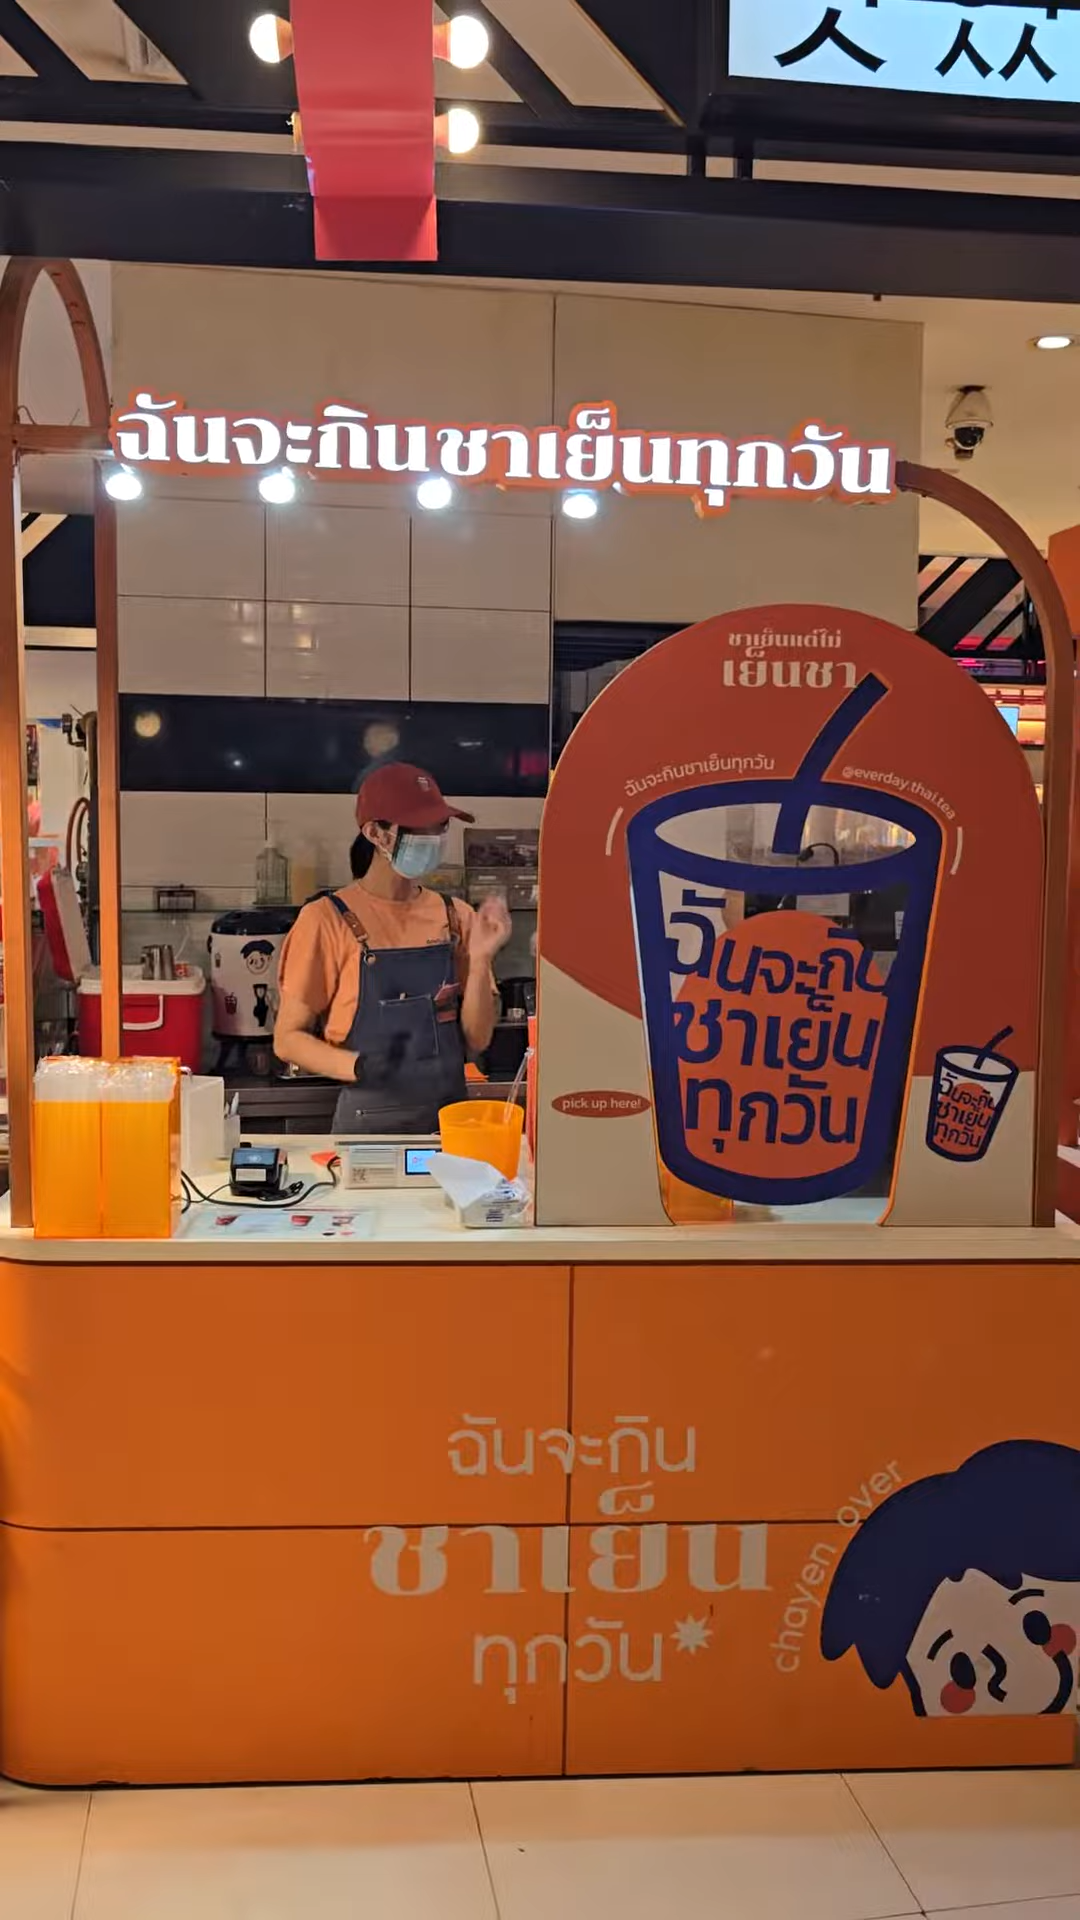 ฉันจะกินชาเย็นทุกวัน
ชาเย็นแต่ไม่
เย็นชา
ฉันจะกินชาเย็นทุกวัน
@everday.thai.tea
ฉันจะกิน
ชาเย็น
ทุกวัน
pick up here!
ฉันจะกิน
ชาเย็น
ทุกวัน
ฉันจะกิน
ชาเย็น
ทุกวัน*
chayen over